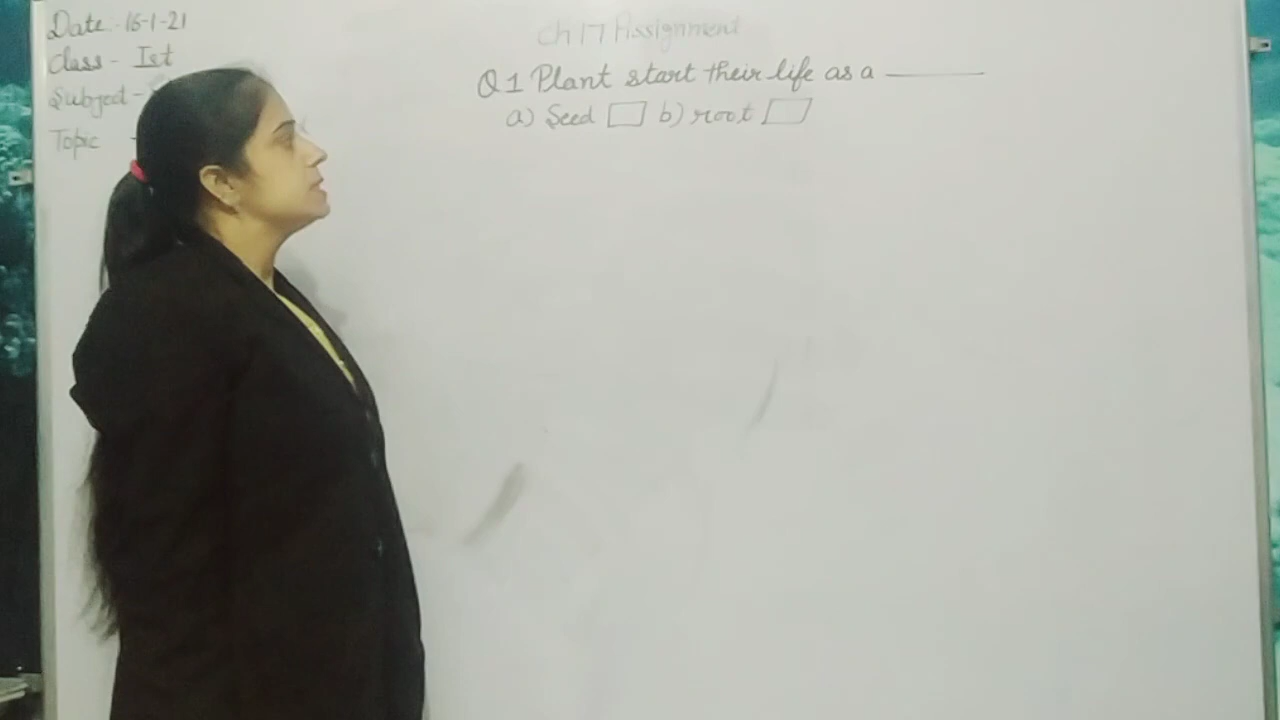 Date:- 16-1-21
Class - Ist
Subject -
Topic -
Ch 17 Assignment
Q1 Plant start their life as a ______
a) Seed ☐ b) root ☐